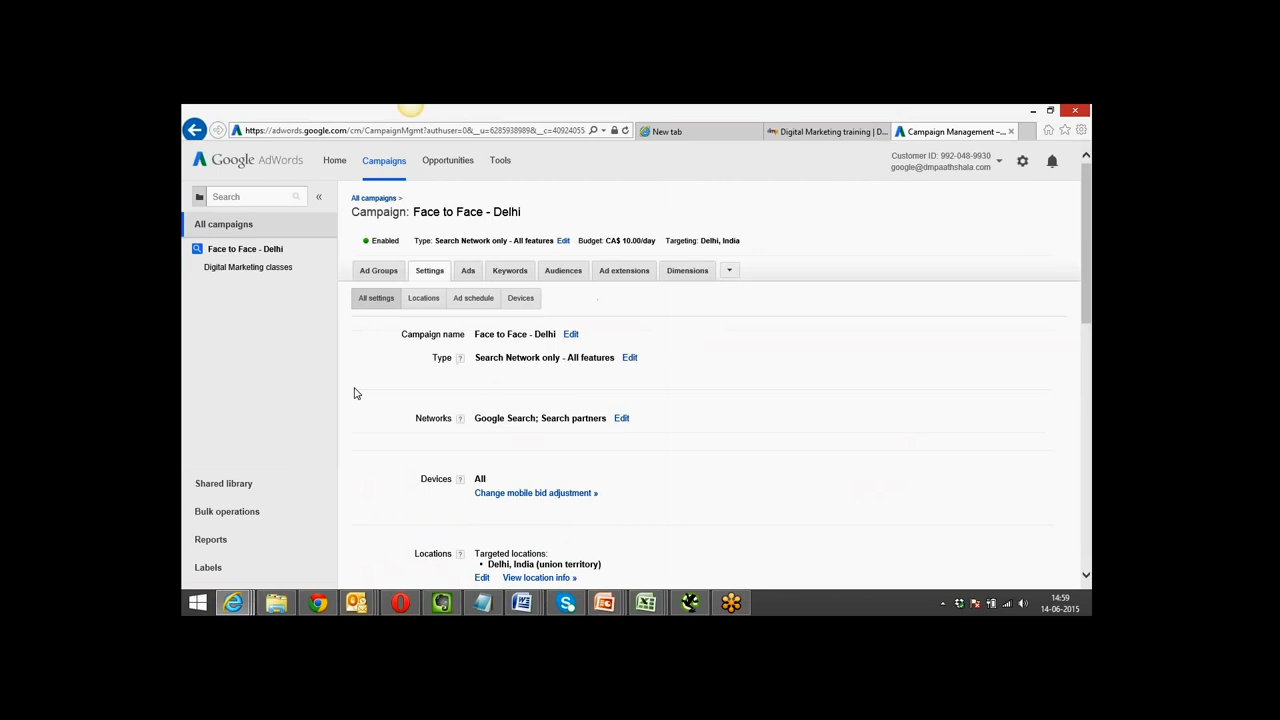 https://adwords.google.com/cm/CampaignMgmt?authuser=0&__u=6285938989&__c=40924055
New tab
Digital Marketing training | D...
Campaign Management –...
Google AdWords
Home
Campaigns
Opportunities
Tools
Customer ID: 992-048-9930
google@dmpaathshala.com
Search
«
All campaigns
Face to Face - Delhi
Digital Marketing classes
Shared library
Bulk operations
Reports
Labels
All campaigns >
Campaign: Face to Face - Delhi
Enabled Type: Search Network only - All features Edit Budget: CA$ 10.00/day Targeting: Delhi, India
Ad Groups Settings Ads Keywords Audiences Ad extensions Dimensions
All settings Locations Ad schedule Devices
Campaign name Face to Face - Delhi Edit
Type ? Search Network only - All features Edit
Networks ? Google Search; Search partners Edit
Devices ? All
Change mobile bid adjustment »
Locations ? Targeted locations:
• Delhi, India (union territory)
Edit View location info »
14:59
14-06-2015